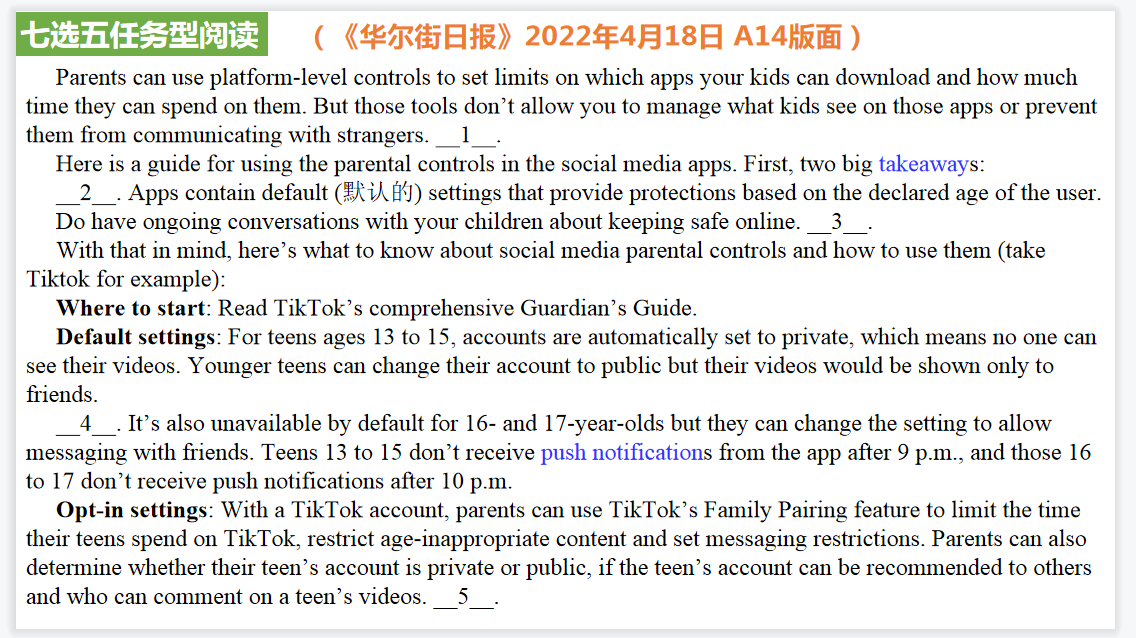 七选五任务型阅读 （《华尔街日报》2022年4月18日 A14版面）
Parents can use platform-level controls to set limits on which apps your kids can download and how much
time they can spend on them. But those tools don’t allow you to manage what kids see on those apps or prevent
them from communicating with strangers. __1__.
Here is a guide for using the parental controls in the social media apps. First, two big takeaways:
__2__. Apps contain default (默认的) settings that provide protections based on the declared age of the user.
Do have ongoing conversations with your children about keeping safe online. __3__.
With that in mind, here’s what to know about social media parental controls and how to use them (take
Tiktok for example):
Where to start: Read TikTok’s comprehensive Guardian’s Guide.
Default settings: For teens ages 13 to 15, accounts are automatically set to private, which means no one can
see their videos. Younger teens can change their account to public but their videos would be shown only to
friends.
__4__. It’s also unavailable by default for 16- and 17-year-olds but they can change the setting to allow
messaging with friends. Teens 13 to 15 don’t receive push notifications from the app after 9 p.m., and those 16
to 17 don’t receive push notifications after 10 p.m.
Opt-in settings: With a TikTok account, parents can use TikTok’s Family Pairing feature to limit the time
their teens spend on TikTok, restrict age-inappropriate content and set messaging restrictions. Parents can also
determine whether their teen’s account is private or public, if the teen’s account can be recommended to others
and who can comment on a teen’s videos. __5__.